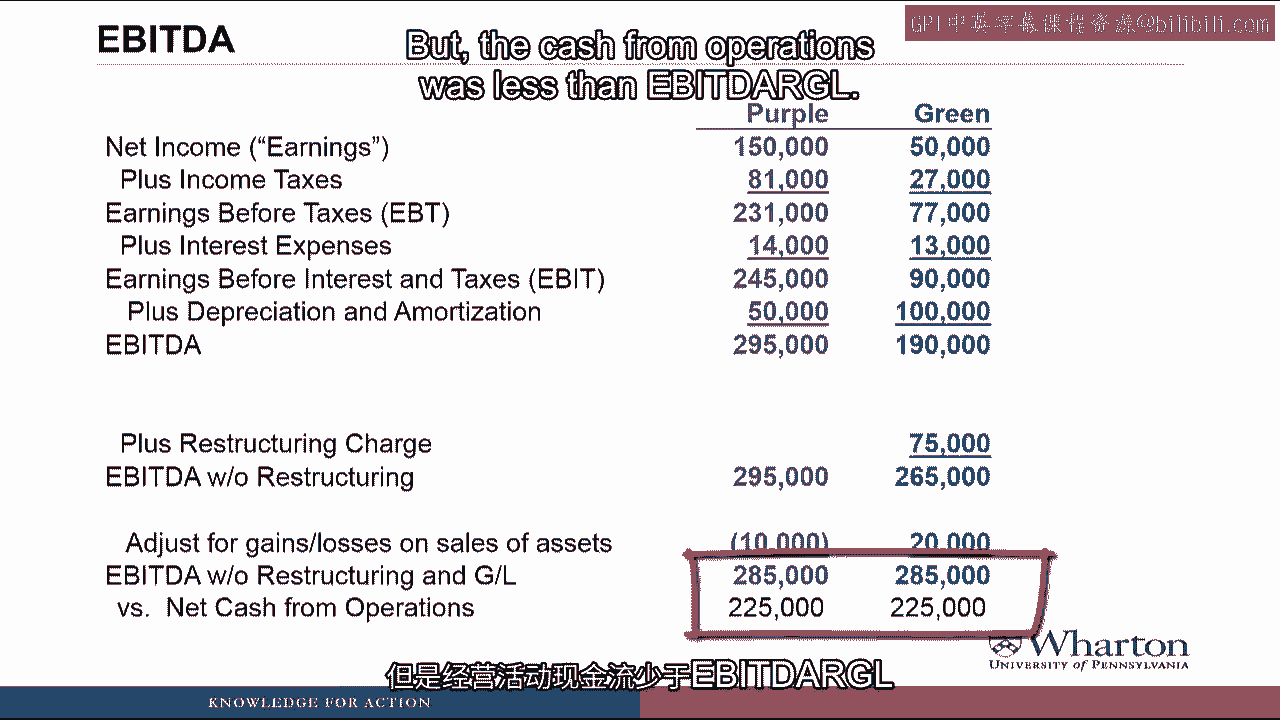 EBITDA
GPT中英字幕课程资源@bilibili.com
But, the cash from operations
was less than EBITDARGL.
Purple Green
Net Income (“Earnings”) 150,000 50,000
Plus Income Taxes 81,000 27,000
Earnings Before Taxes (EBT) 231,000 77,000
Plus Interest Expenses 14,000 13,000
Earnings Before Interest and Taxes (EBIT) 245,000 90,000
Plus Depreciation and Amortization 50,000 100,000
EBITDA 295,000 190,000
Plus Restructuring Charge 75,000
EBITDA w/o Restructuring 295,000 265,000
Adjust for gains/losses on sales of assets (10,000) 20,000
EBITDA w/o Restructuring and G/L 285,000 285,000
vs. Net Cash from Operations 225,000 225,000
Wharton
UNIVERSITY of PENNSYLVANIA
但是经营活动现金流少于EBITDARGL
KNOWLEDGE FOR ACTION